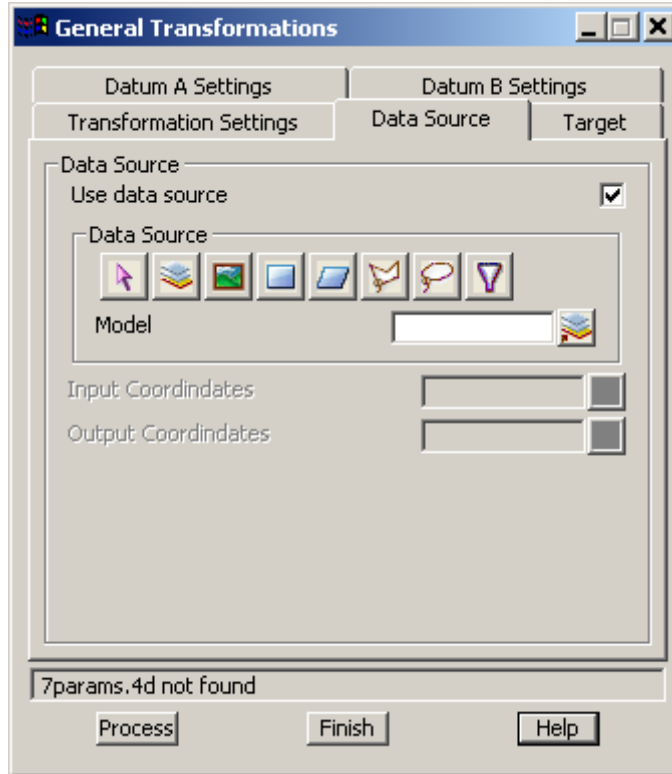 General Transformations
Datum A Settings Datum B Settings
Transformation Settings Data Source Target
Data Source
Use data source
Data Source
Model
Input Coordindates
Output Coordindates
7params.4d not found
Process Finish Help